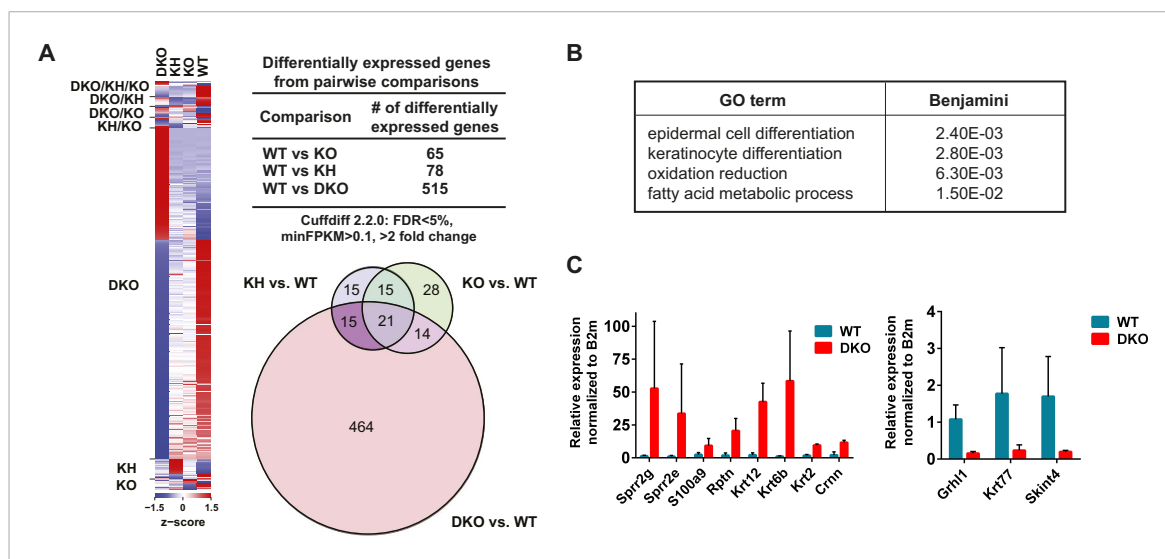 A
DKO
KH
KO
WT
DKO/KH/KO
DKO/KH
DKO/KO
KH/KO
DKO
KH
KO
−1.5 0 1.5
z−score
Differentially expressed genes
from pairwise comparisons
Comparison
# of differentially
expressed genes
WT vs KO 65
WT vs KH 78
WT vs DKO 515
Cuffdiff 2.2.0: FDR<5%,
minFPKM>0.1, >2 fold change
KH vs. WT
KO vs. WT
15 15 28
15 21 14
464
DKO vs. WT
B
GO term Benjamini
epidermal cell differentiation 2.40E-03
keratinocyte differentiation 2.80E-03
oxidation reduction 6.30E-03
fatty acid metabolic process 1.50E-02
C
Relative expression
normalized to B2m
100
75
50
25
0
WT
DKO
Sprr2g
Sprr2e
S100a9
Rptn
Krt12
Krt6b
Krt2
Crnn
Relative expression
normalized to B2m
4
3
2
1
0
WT
DKO
Grhl1
Krt77
Skint4